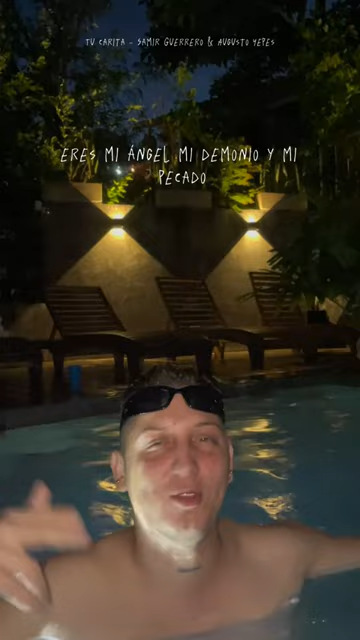 TU CARITA - SAMIR GUERRERO & AUGUSTO YEPES
ERES MI ÁNGEL MI DEMONIO Y MI
PECADO